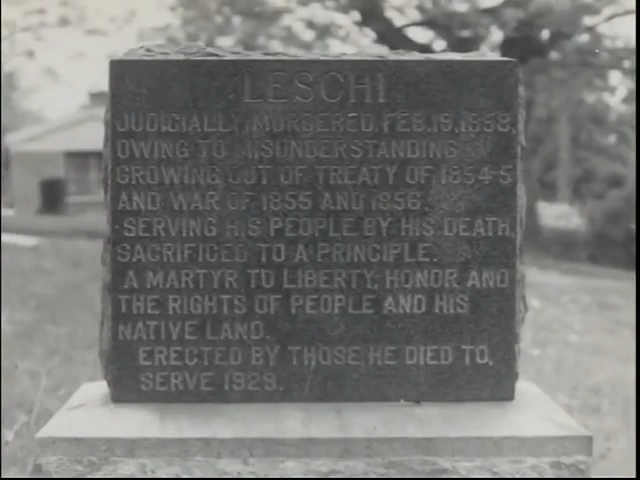 LESCHI
JUDICIALLY MURDERED, FEB. 19, 1858,
OWING TO MISUNDERSTANDING
GROWING OUT OF TREATY OF 1854-5
AND WAR OF 1855 AND 1856.
SERVING HIS PEOPLE BY HIS DEATH.
SACRIFICED TO A PRINCIPLE.
A MARTYR TO LIBERTY, HONOR AND
THE RIGHTS OF PEOPLE AND HIS
NATIVE LAND.
ERECTED BY THOSE HE DIED TO
SERVE 1929.